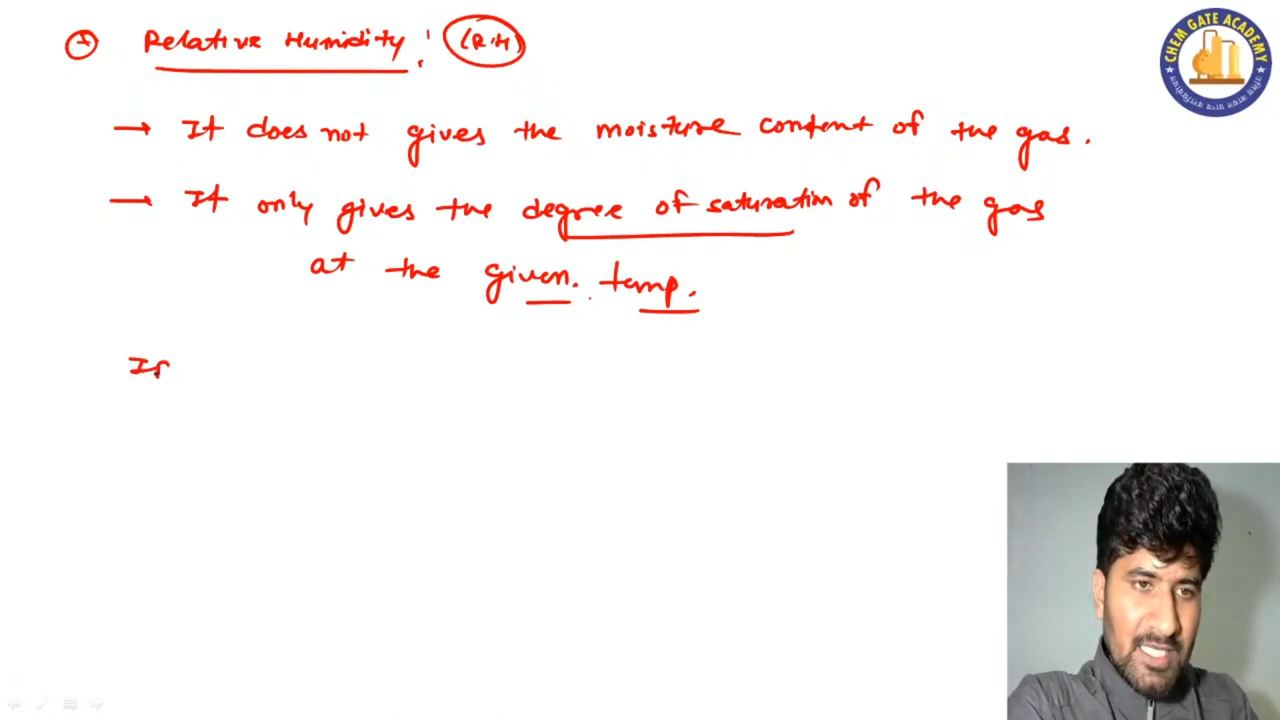 Relative Humidity : (R.H)
→ It does not gives the moisture content of the gas.
→ It only gives the degree of saturation of the gas
at the given. temp.
If
CHEM GATE ACADEMY